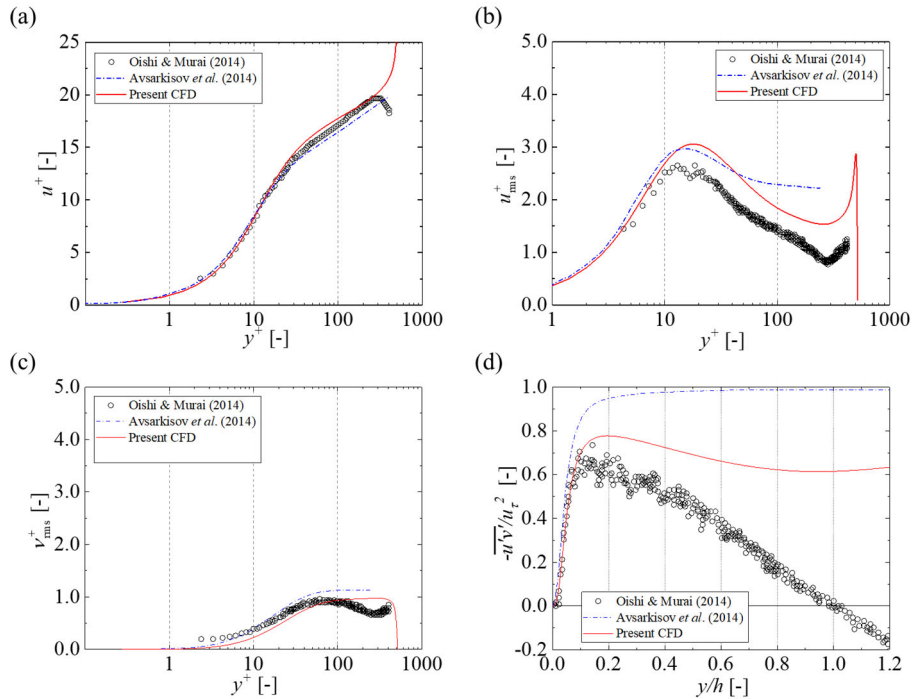 (a)
Oishi & Murai (2014)
Avsarkisov et al. (2014)
Present CFD
u+ [-]
25
20
15
10
5
0
1
10
100
1000
y+ [-]
(b)
Oishi & Murai (2014)
Avsarkisov et al. (2014)
Present CFD
u+rms [-]
5.0
4.0
3.0
2.0
1.0
0.0
1
10
100
1000
y+ [-]
(c)
Oishi & Murai (2014)
Avsarkisov et al. (2014)
Present CFD
v+rms [-]
5.0
4.0
3.0
2.0
1.0
0.0
1
10
100
1000
y+ [-]
(d)
-u'v'/uτ2 [-]
1.0
0.8
0.6
0.4
0.2
0.0
-0.2
Oishi & Murai (2014)
Avsarkisov et al. (2014)
Present CFD
0.0
0.2
0.4
0.6
0.8
1.0
1.2
y/h [-]